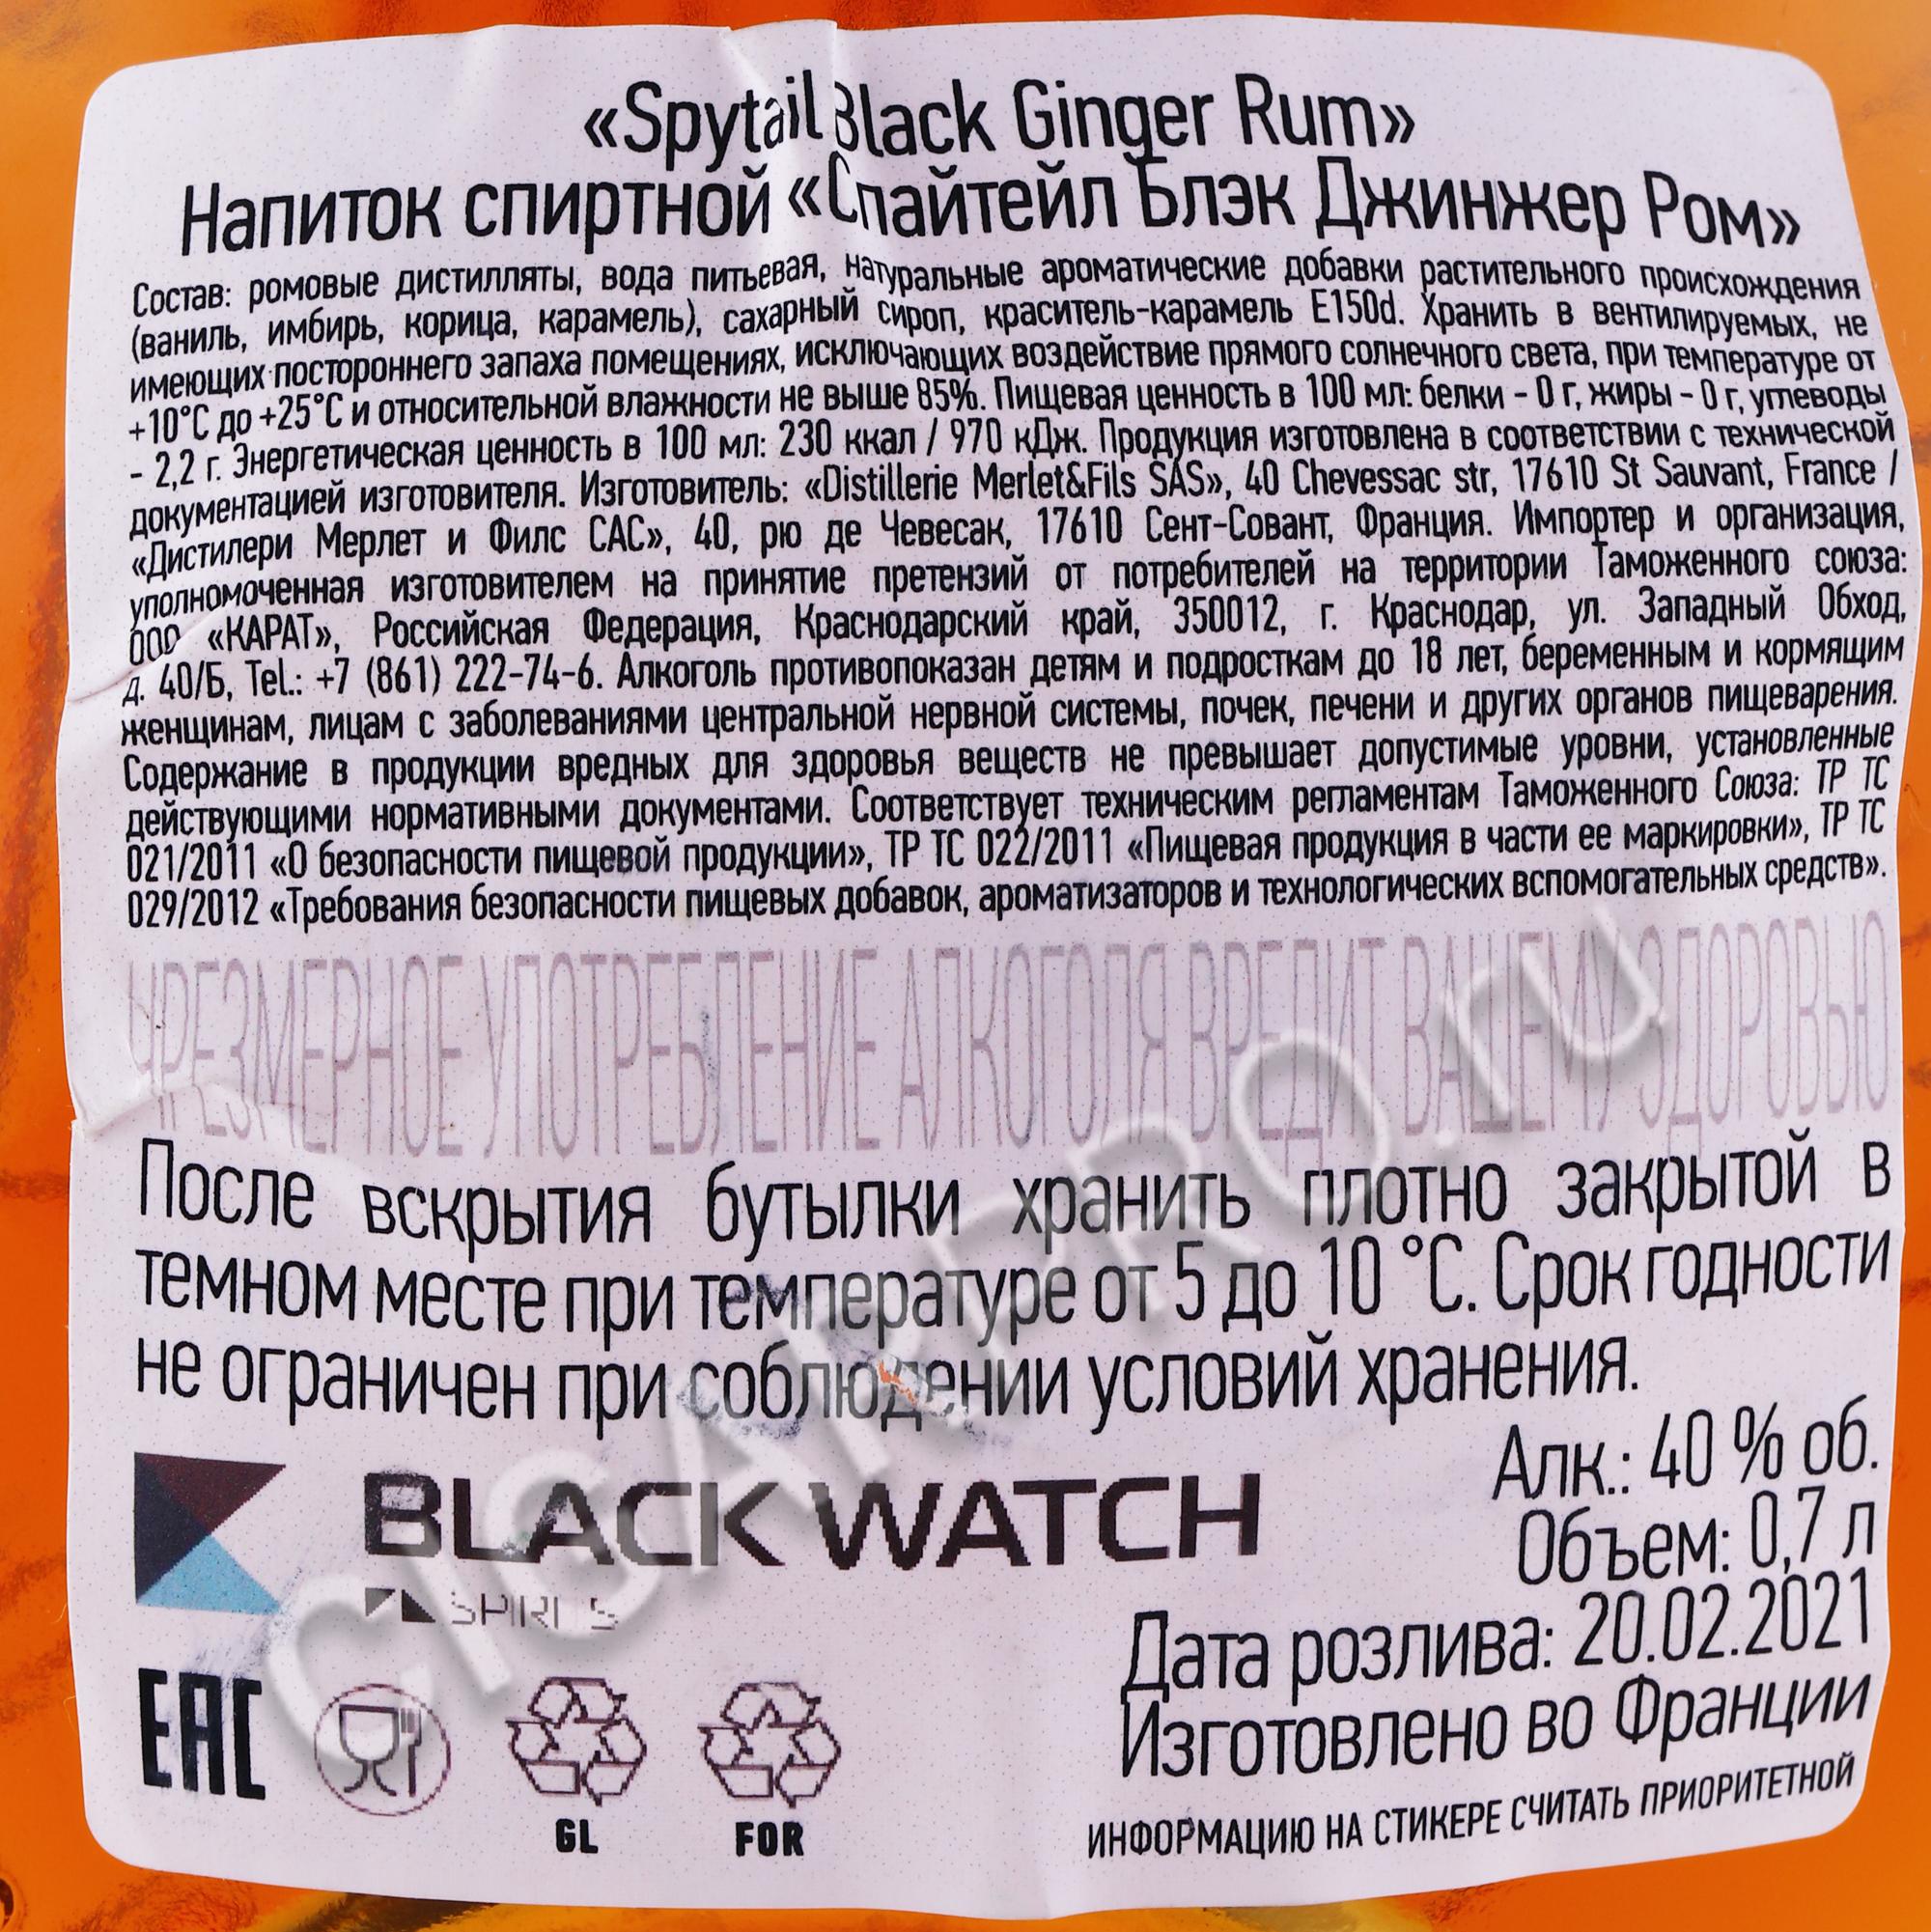 «Spytail Black Ginger Rum»
Напиток спиртной «Спайтейл Блэк Джинжер Ром»
Состав: ромовые дистилляты, вода питьевая, натуральные ароматические добавки растительного происхождения
(ваниль, имбирь, корица, карамель), сахарный сироп, краситель-карамель E150d. Хранить в вентилируемых, не
имеющих постороннего запаха помещениях, исключающих воздействие прямого солнечного света, при температуре от
+10°C до +25°C и относительной влажности не выше 85%. Пищевая ценность в 100 мл: белки - 0 г, жиры - 0 г, углеводы
- 2,2 г. Энергетическая ценность в 100 мл: 230 ккал / 970 кДж. Продукция изготовлена в соответствии с технической
документацией изготовителя. Изготовитель: «Distillerie Merlet&Fils SAS», 40 Chevessac str, 17610 St Sauvant, France /
«Дистилери Мерлет и Филс САС», 40, рю де Чевесак, 17610 Сент-Совант, Франция. Импортер и организация,
уполномоченная изготовителем на принятие претензий от потребителей на территории Таможенного союза:
ООО «КАРАТ», Российская Федерация, Краснодарский край, 350012, г. Краснодар, ул. Западный Обход,
д. 40/Б, Tel.: +7 (861) 222-74-6. Алкоголь противопоказан детям и подросткам до 18 лет, беременным и кормящим
женщинам, лицам с заболеваниями центральной нервной системы, почек, печени и других органов пищеварения.
Содержание в продукции вредных для здоровья веществ не превышает допустимые уровни, установленные
действующими нормативными документами. Соответствует техническим регламентам Таможенного Союза: ТР ТС
021/2011 «О безопасности пищевой продукции», ТР ТС 022/2011 «Пищевая продукция в части ее маркировки», ТР ТС
029/2012 «Требования безопасности пищевых добавок, ароматизаторов и технологических вспомогательных средств».
ЧРЕЗМЕРНОЕ УПОТРЕБЛЕНИЕ АЛКОГОЛЯ ВРЕДИТ ВАШЕМУ ЗДОРОВЬЮ
После вскрытия бутылки хранить плотно закрытой в
темном месте при температуре от 5 до 10 °C. Срок годности
не ограничен при соблюдении условий хранения.
BLACK WATCH
SPIRITS
Алк.: 40 % об.
Объем: 0,7 л
Дата розлива: 20.02.2021
Изготовлено во Франции
ИНФОРМАЦИЮ НА СТИКЕРЕ СЧИТАТЬ ПРИОРИТЕТНОЙ
EAC
GL
FOR
CIGARPRO.ru